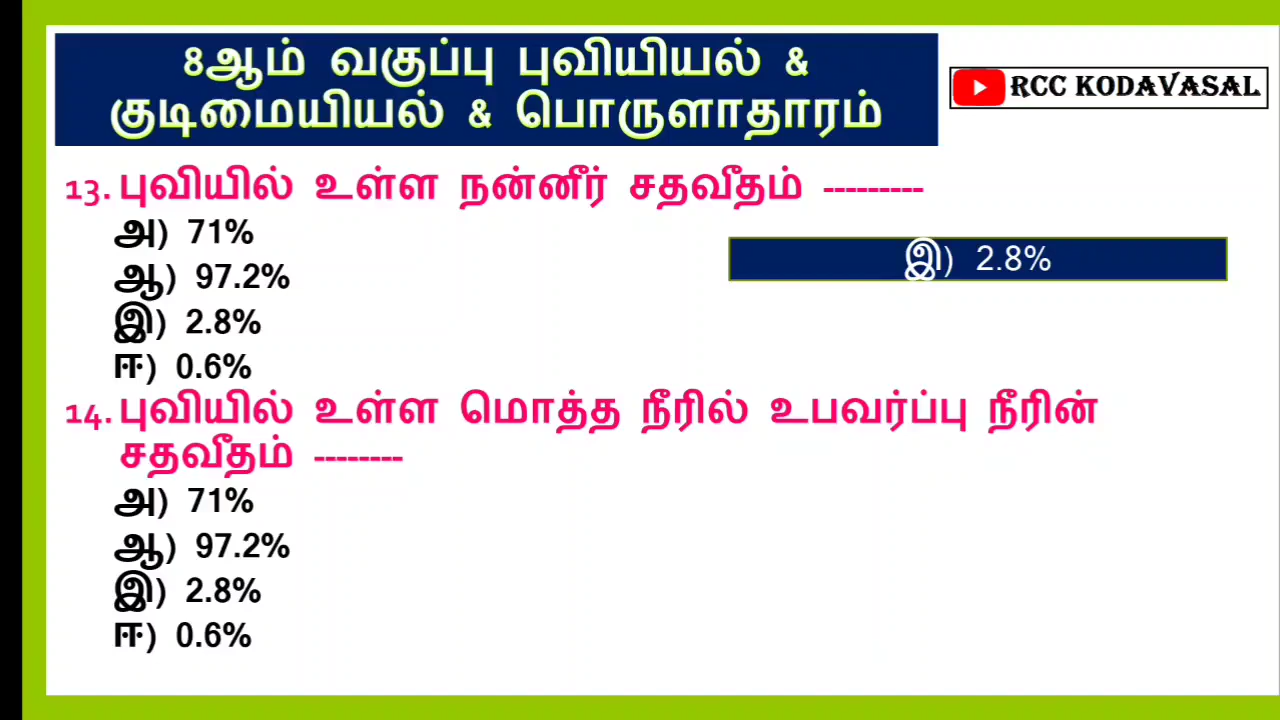 8ஆம் வகுப்பு புவியியல் &
குடிமையியல் & பொருளாதாரம்
RCC KODAVASAL
13. புவியில் உள்ள நன்னீர் சதவீதம் ---------
அ) 71%
ஆ) 97.2%
இ) 2.8%
ஈ) 0.6%
இ) 2.8%
14. புவியில் உள்ள மொத்த நீரில் உபவர்ப்பு நீரின்
சதவீதம் --------
அ) 71%
ஆ) 97.2%
இ) 2.8%
ஈ) 0.6%